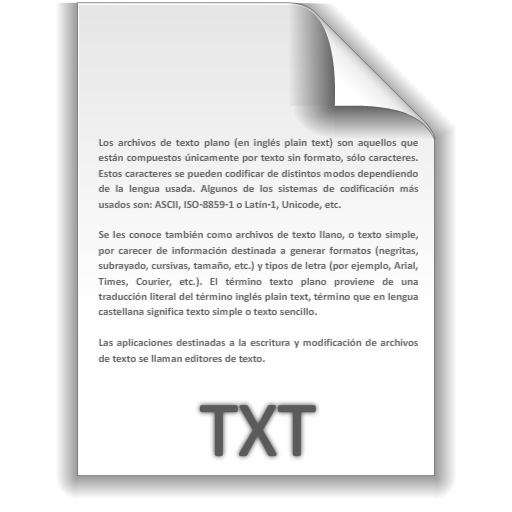 Los archivos de texto plano (en inglés plain text) son aquellos que
están compuestos únicamente por texto sin formato, sólo caracteres.
Estos caracteres se pueden codificar de distintos modos dependiendo
de la lengua usada. Algunos de los sistemas de codificación más
usados son: ASCII, ISO-8859-1 o Latín-1, Unicode, etc.
Se les conoce también como archivos de texto llano, o texto simple,
por carecer de información destinada a generar formatos (negritas,
subrayado, cursivas, tamaño, etc.) y tipos de letra (por ejemplo, Arial,
Times, Courier, etc.). El término texto plano proviene de una
traducción literal del término inglés plain text, término que en lengua
castellana significa texto simple o texto sencillo.
Las aplicaciones destinadas a la escritura y modificación de archivos
de texto se llaman editores de texto.
TXT